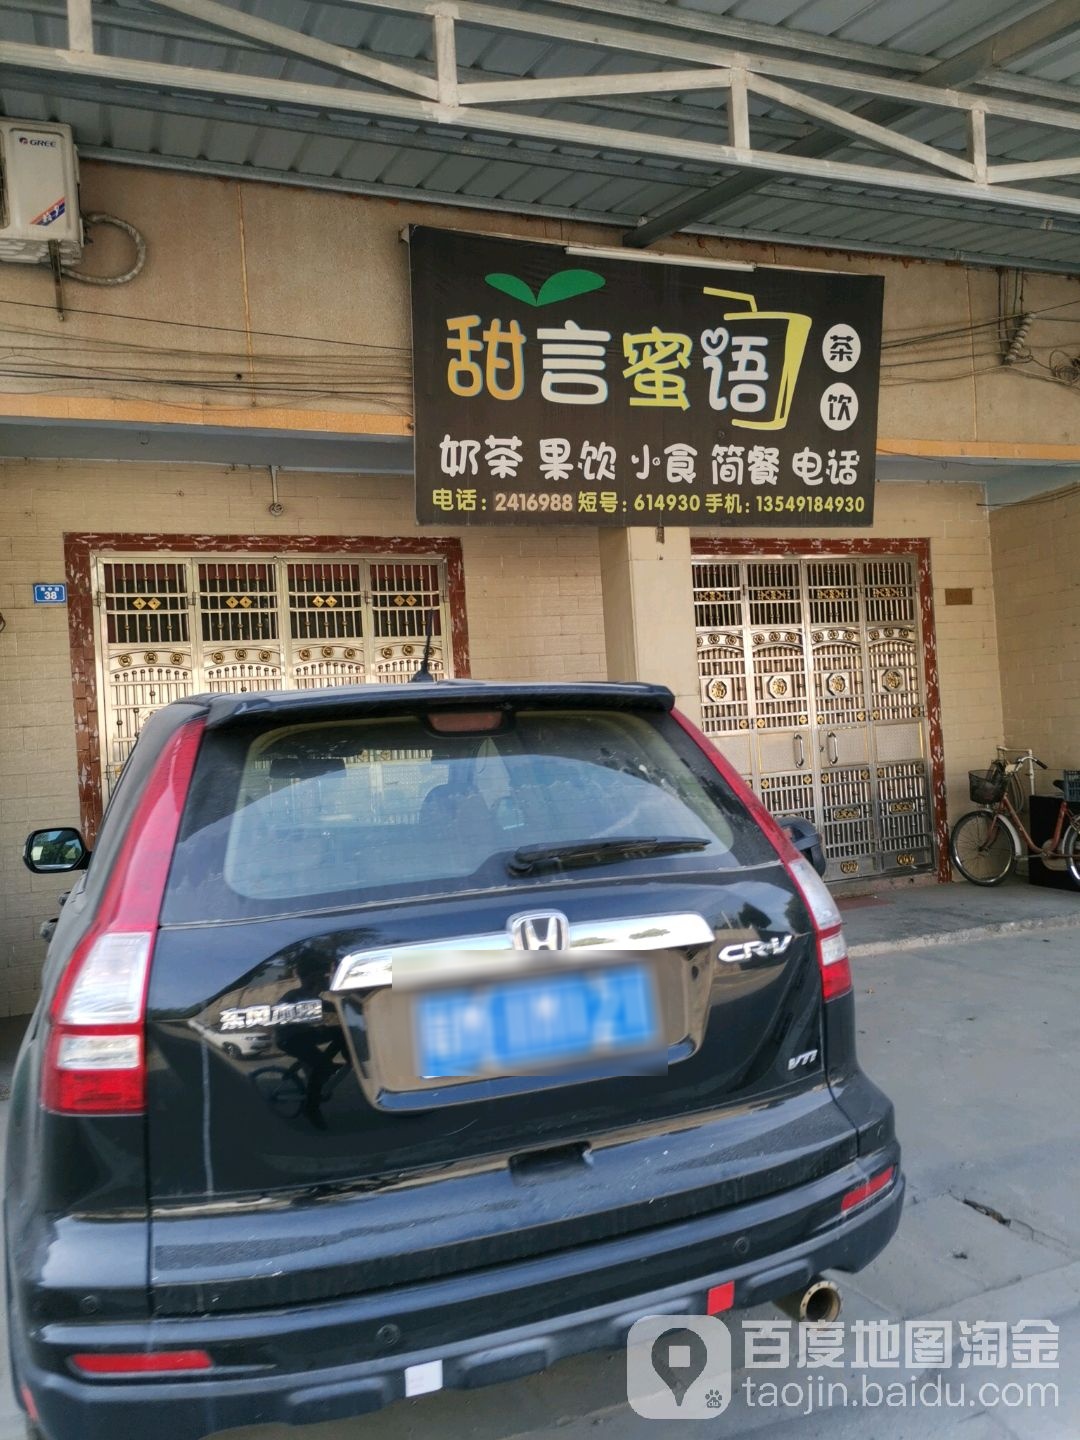 GREE
甜言蜜语
茶饮
奶茶 果饮 小食 简餐 电话
电话：2416988 短号：614930 手机：13549184930
38
CR-V
东风本田
VTi
百度地图淘金
taojin.baidu.com